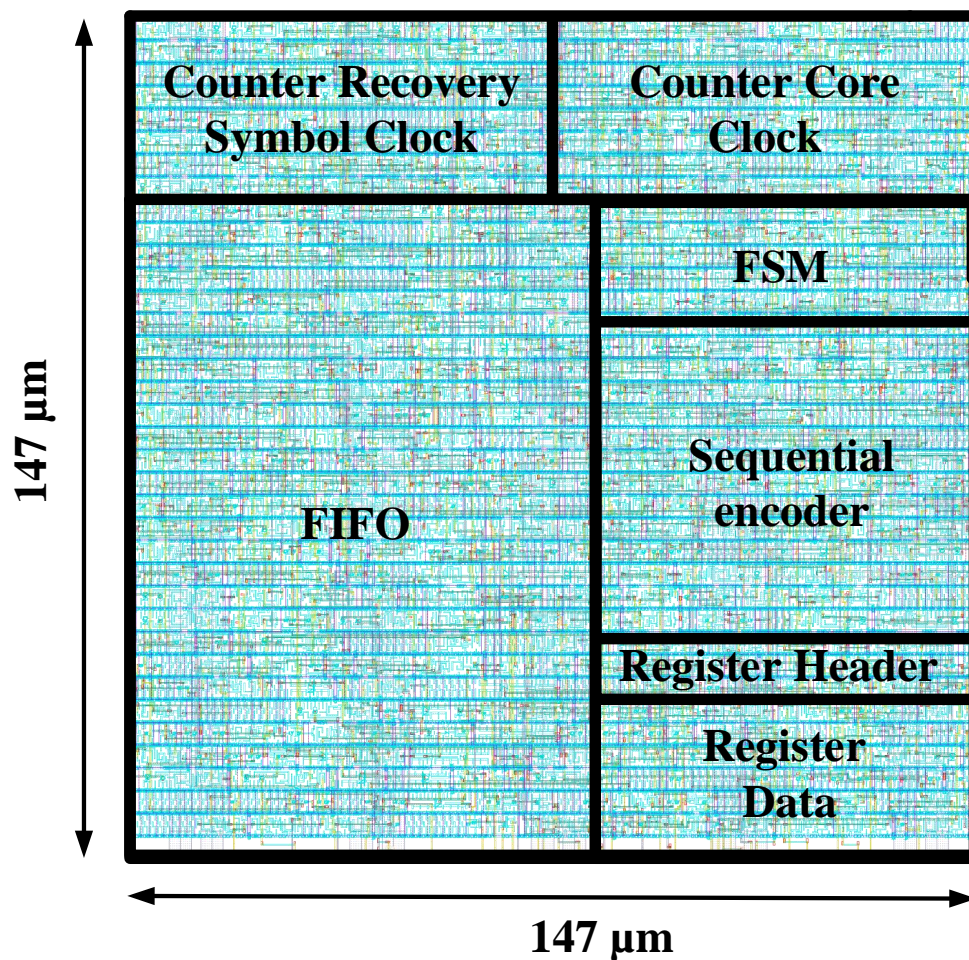 Counter Recovery
Symbol Clock
Counter Core
Clock
FSM
147 μm
Sequential
encoder
FIFO
Register Header
Register
Data
147 μm